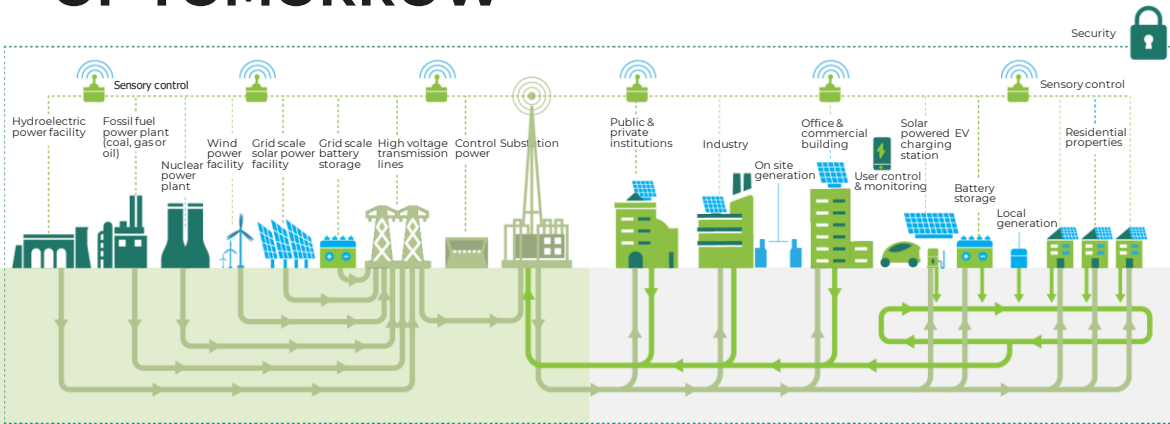 OF TOMORROW
Security
Sensory control
Sensory control
Hydroelectric
power facility
Fossil fuel
power plant
(coal, gas or
oil)
Nuclear
power
plant
Wind
power
facility
Grid scale
solar power
facility
Grid scale
battery
storage
High voltage
transmission
lines
Control
power
Substation
Public &
private
institutions
Industry
On site
generation
Office &
commercial
building
User control
& monitoring
Solar
powered EV
charging
station
Battery
storage
Local
generation
Residential
properties